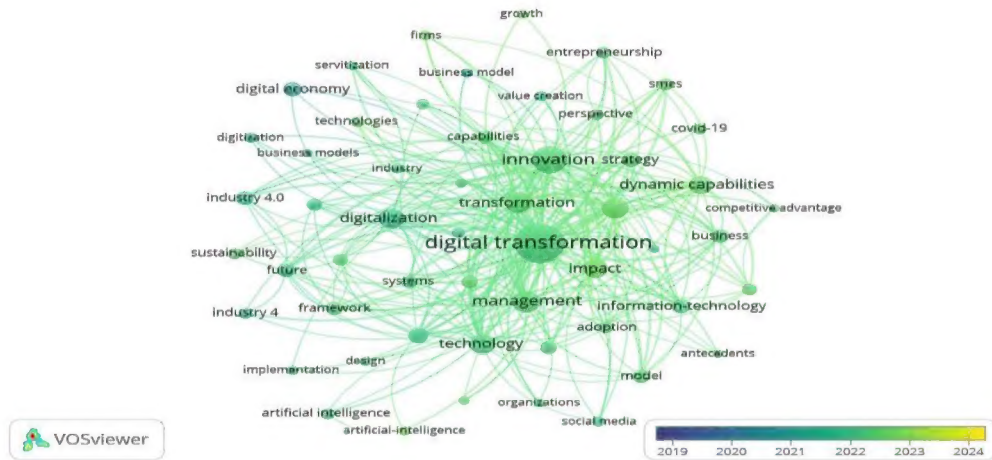 growth
firms
entrepreneurship
servitization
business model
smes
digital economy
value creation
perspective
technologies
covid-19
digitization
capabilities
business models
innovation
strategy
industry
dynamic capabilities
industry 4.0
transformation
competitive advantage
digitalization
business
digital transformation
sustainability
future
impact
systems
management
information-technology
industry 4
framework
adoption
technology
antecedents
design
implementation
model
organizations
artificial intelligence
social media
artificial-intelligence
VOSviewer
2019 2020 2021 2022 2023 2024